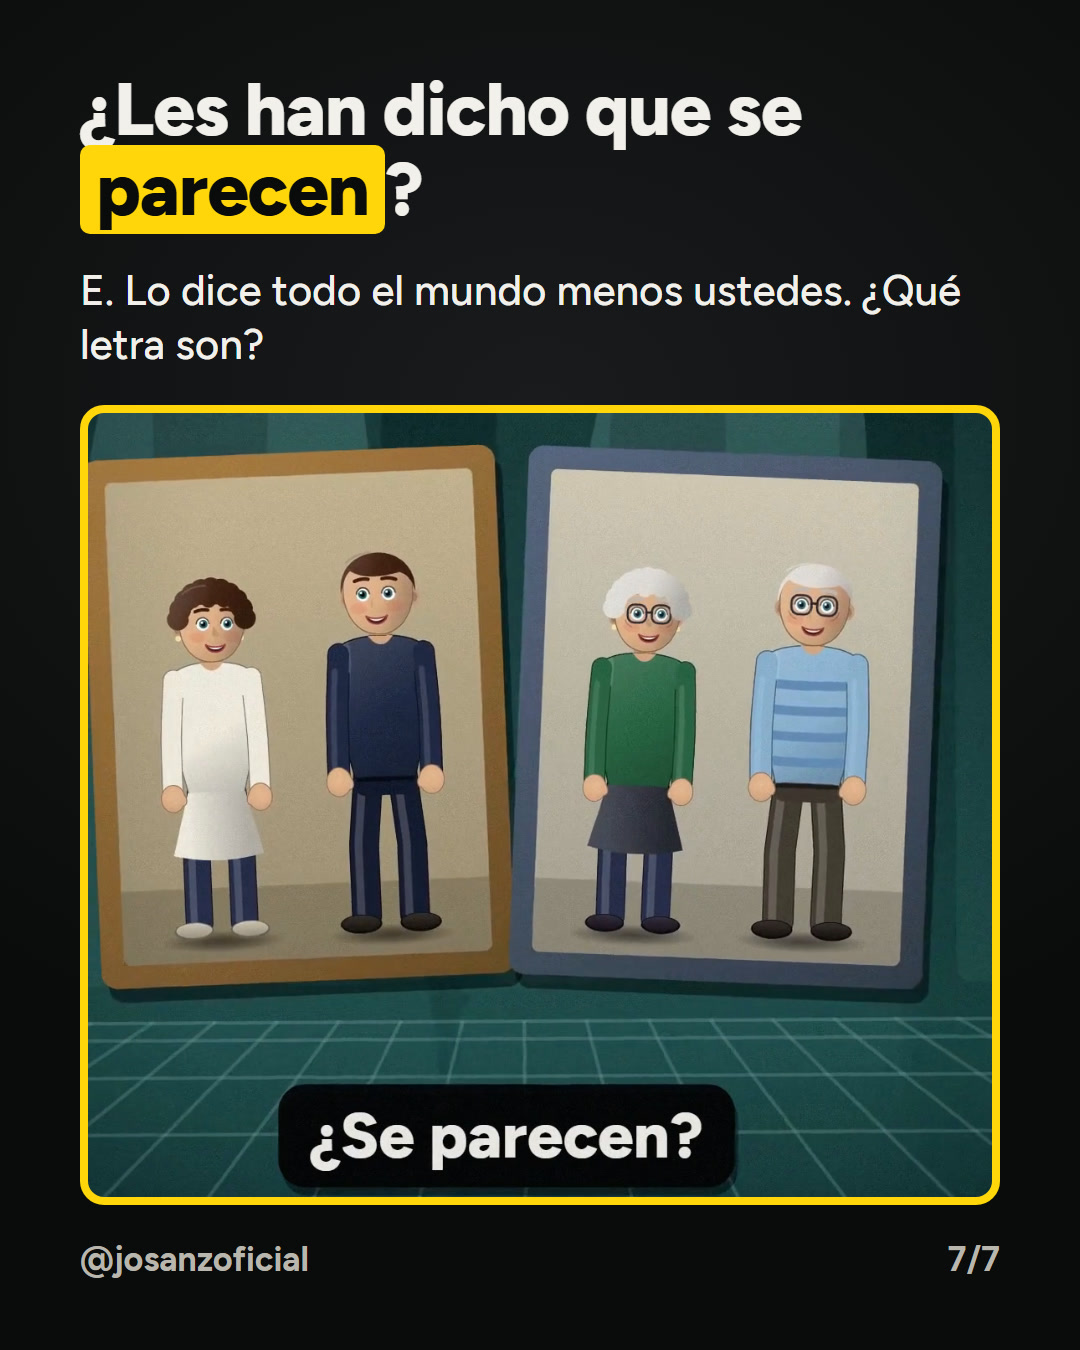 ¿Les han dicho que se
parecen?
E. Lo dice todo el mundo menos ustedes. ¿Qué
letra son?
¿Se parecen?
@josanzoficial
7/7